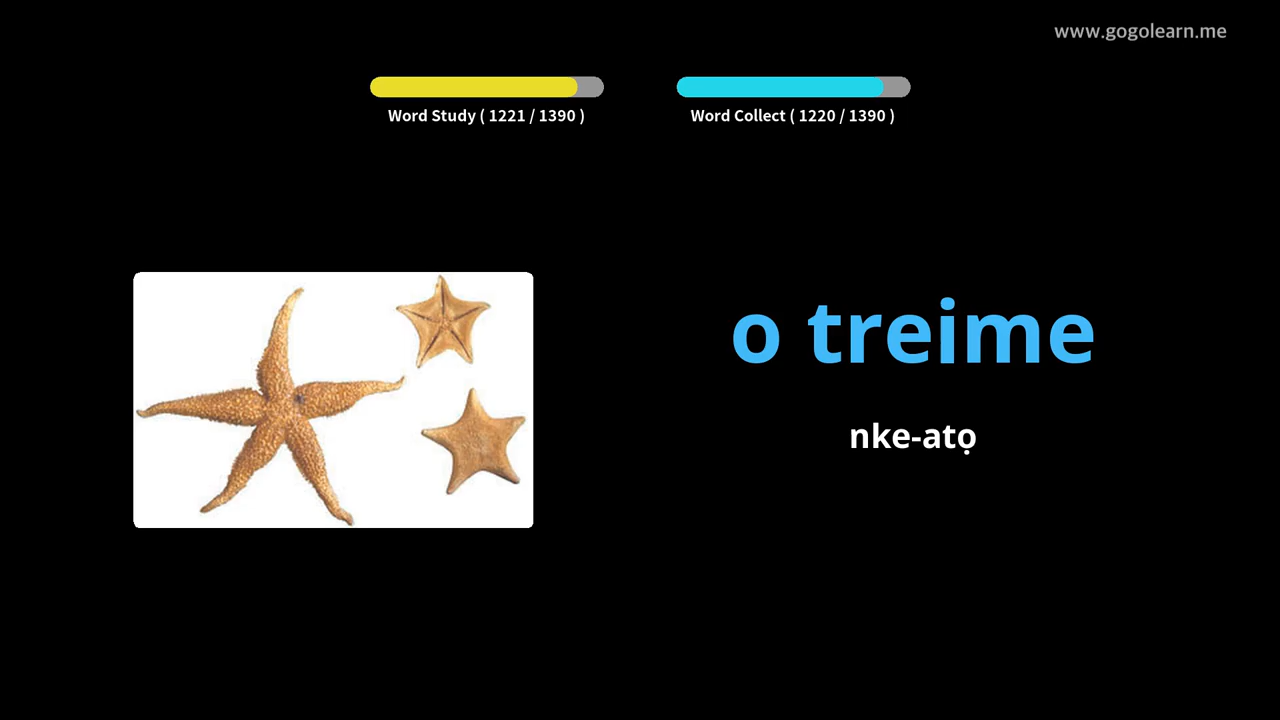 www.gogolearn.me
Word Study ( 1221 / 1390 )
Word Collect ( 1220 / 1390 )
o treime
nke-atọ